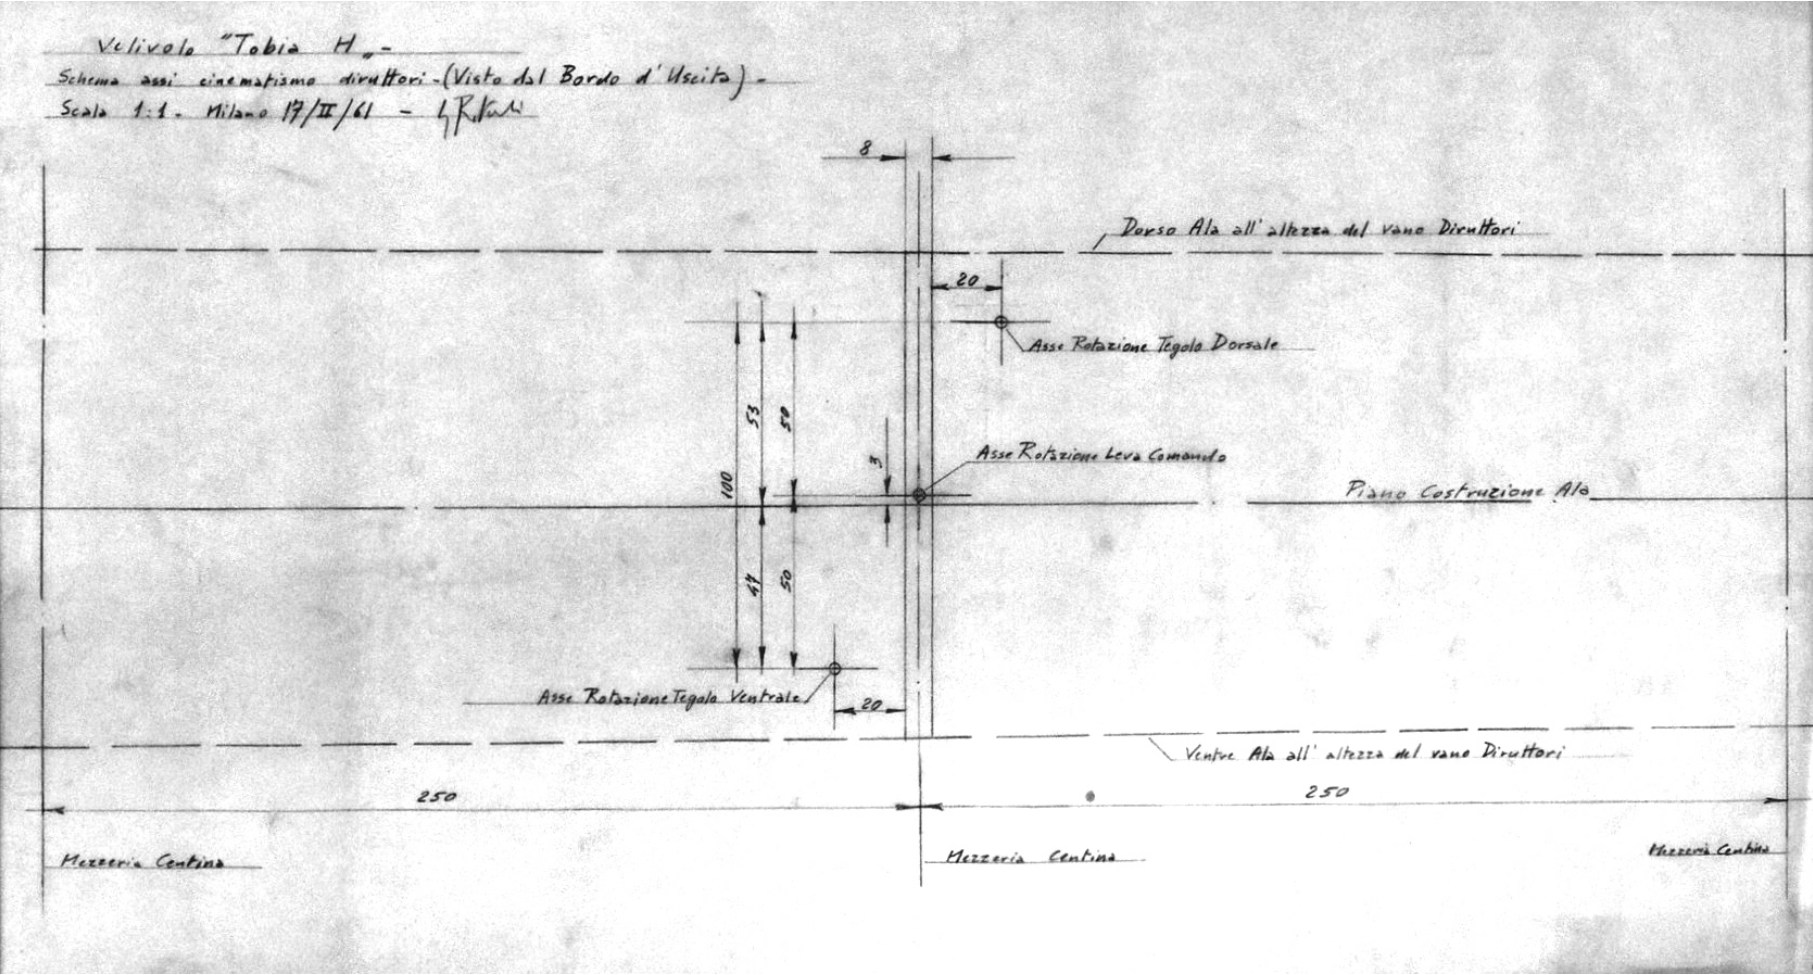 Velivolo "Tobia H„-
Schema assi cinematismo diruttori-(Visto dal Bordo d'Uscita)-
Scala 1:1- Milano 17/II/61 -
8
Dorso Ala all'altezza del vano Diruttori
20
Asse Rotazione Tegolo Dorsale
53
50
3
Asse Rotazione Leva Comando
100
Piano Costruzione Ala
47
50
Asse Rotazione Tegolo Ventrale
20
Ventre Ala all'altezza del vano Diruttori
250
250
Mezzeria Centina
Mezzeria Centina
Mezzeria Centina